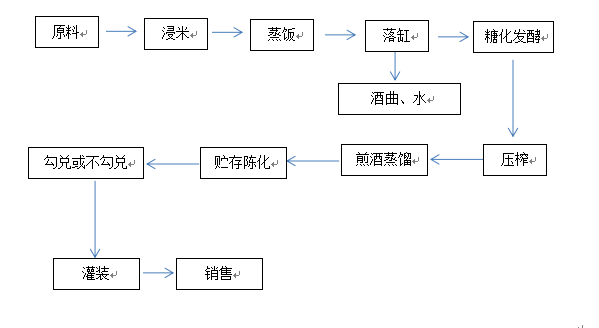 原料
浸米
蒸饭
落缸
糖化发酵
酒曲、水
压榨
煎酒蒸馏
贮存陈化
勾兑或不勾兑
灌装
销售